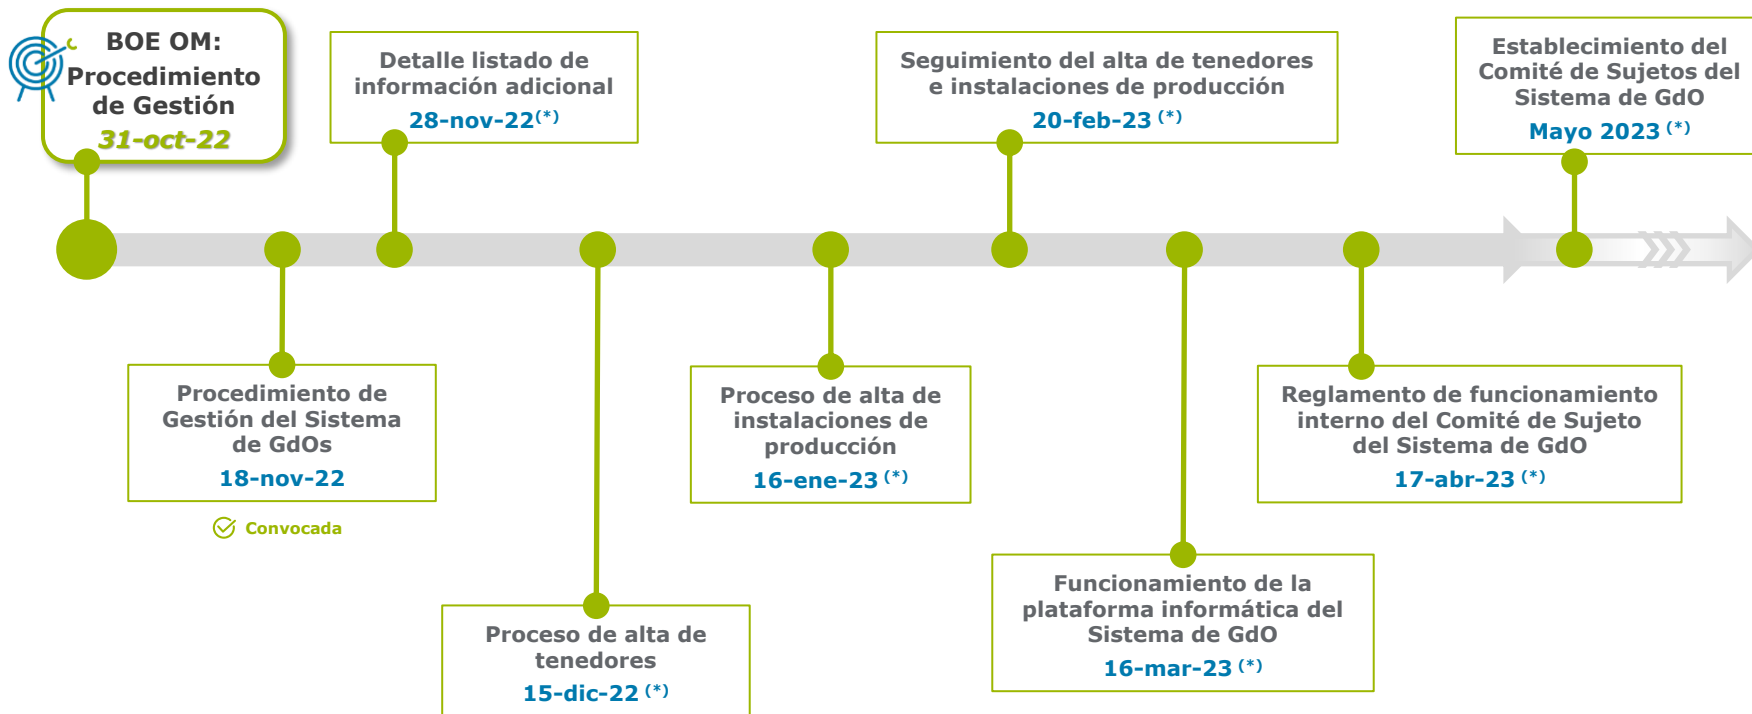 BOE OM:
Procedimiento
de Gestión
31-oct-22
Detalle listado de
información adicional
28-nov-22(*)
Seguimiento del alta de tenedores
e instalaciones de producción
20-feb-23 (*)
Establecimiento del
Comité de Sujetos del
Sistema de GdO
Mayo 2023 (*)
Procedimiento de
Gestión del Sistema
de GdOs
18-nov-22
Convocada
Proceso de alta de
tenedores
15-dic-22 (*)
Proceso de alta de
instalaciones de
producción
16-ene-23 (*)
Funcionamiento de la
plataforma informática del
Sistema de GdO
16-mar-23 (*)
Reglamento de funcionamiento
interno del Comité de Sujeto
del Sistema de GdO
17-abr-23 (*)